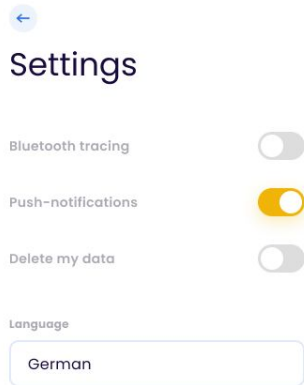 Settings
Bluetooth tracing
Push-notifications
Delete my data
Language
German